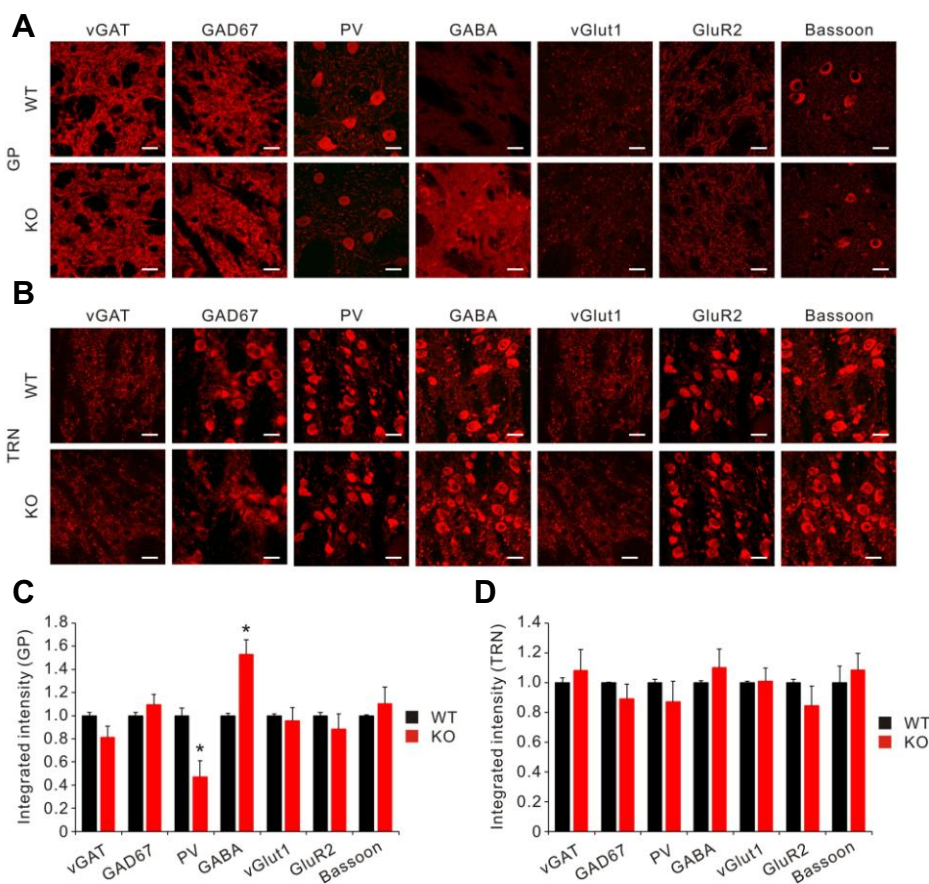 A
vGAT GAD67 PV GABA vGlut1 GluR2 Bassoon
WT
GP
KO
B
vGAT GAD67 PV GABA vGlut1 GluR2 Bassoon
WT
TRN
KO
C
Integrated intensity (GP)
1.8
1.6
1.4
1.2
1.0
0.8
0.6
0.4
0.2
0
*
*
WT
KO
vGAT GAD67 PV GABA vGlut1 GluR2 Bassoon
D
Integrated intensity (TRN)
1.4
1.2
1.0
0.8
0.6
0.4
0.2
0
WT
KO
vGAT GAD67 PV GABA vGlut1 GluR2 Bassoon